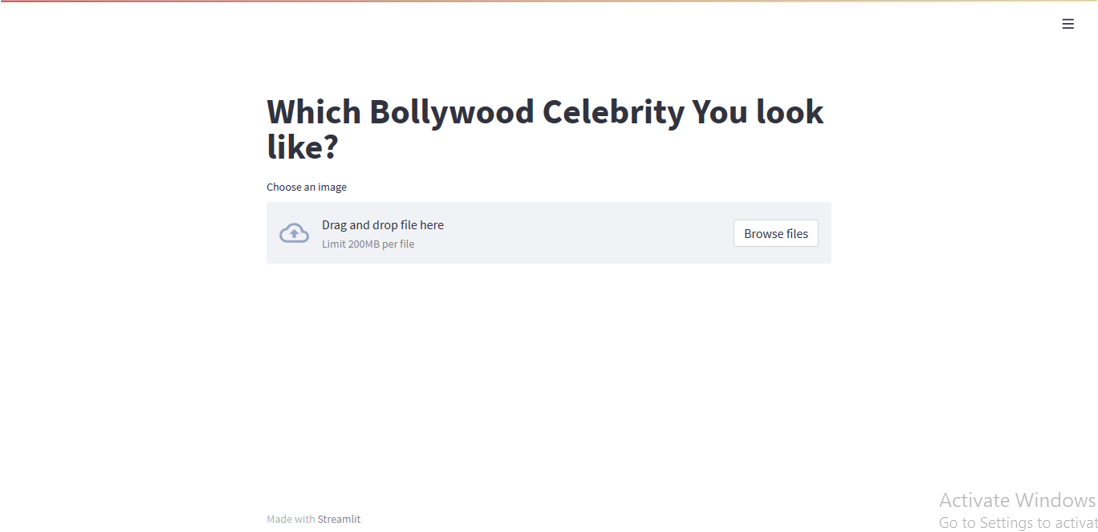 Which Bollywood Celebrity You look
like?
Choose an image
Drag and drop file here
Limit 200MB per file
Browse files
Made with Streamlit
Activate Windows
Go to Settings to activat